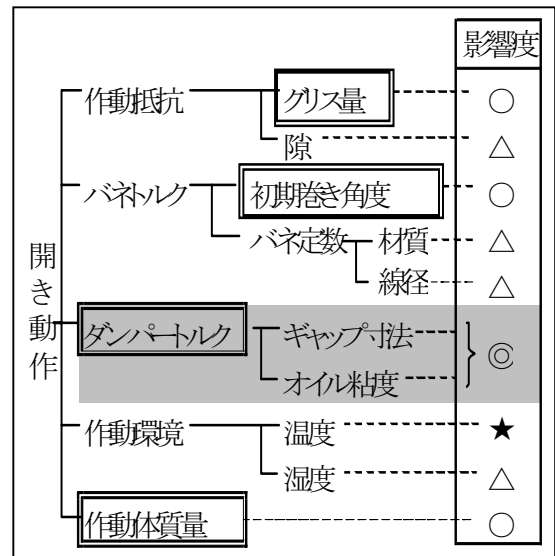 影響度
作動抵抗 グリス量 ○
隙 △
バネトルク 初期巻き角度 ○
バネ定数 材質 △
線径 △
開き動作
ダンパートルク ギャップ寸法 ◎
オイル粘度
作動環境 温度 ★
湿度 △
作動体質量 ○